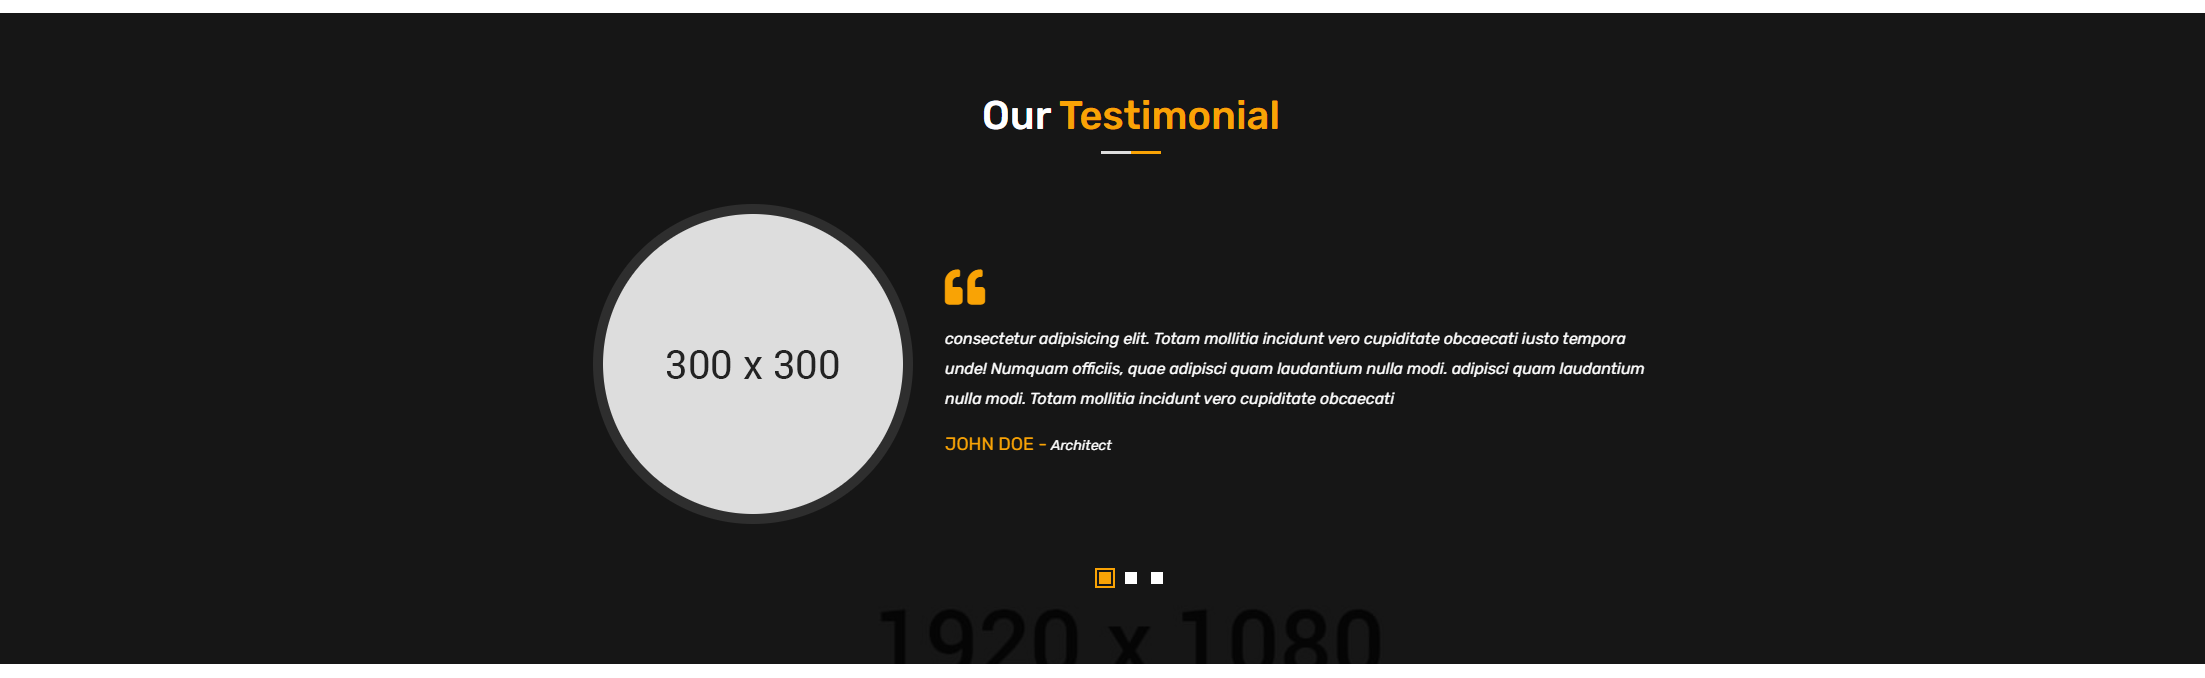 Our Testimonial
300 x 300
consectetur adipisicing elit. Totam mollitia incidunt vero cupiditate obcaecati iusto tempora
unde! Numquam officiis, quae adipisci quam laudantium nulla modi. adipisci quam laudantium
nulla modi. Totam mollitia incidunt vero cupiditate obcaecati
JOHN DOE - Architect
1920 x 1080